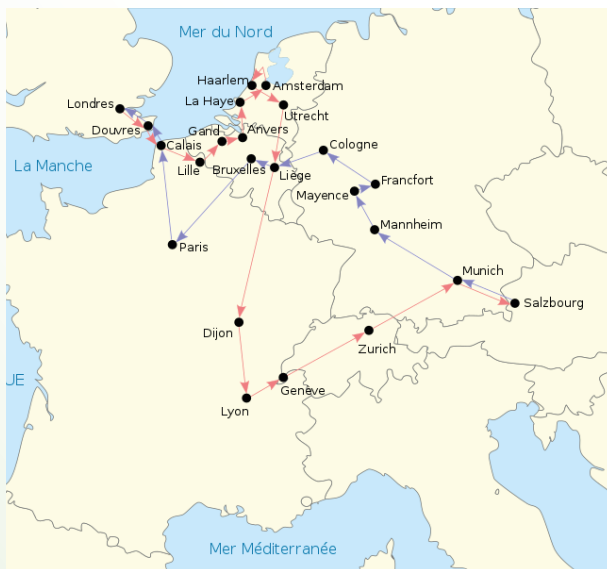 Mer du Nord
Haarlem
Amsterdam
La Haye
Londres
Utrecht
Douvres
Gand
Anvers
Calais
Cologne
La Manche
Lille
Bruxelles
Liège
Francfort
Mayence
Mannheim
Paris
Munich
Salzbourg
Dijon
Zurich
UE
Genève
Lyon
Mer Méditerranée